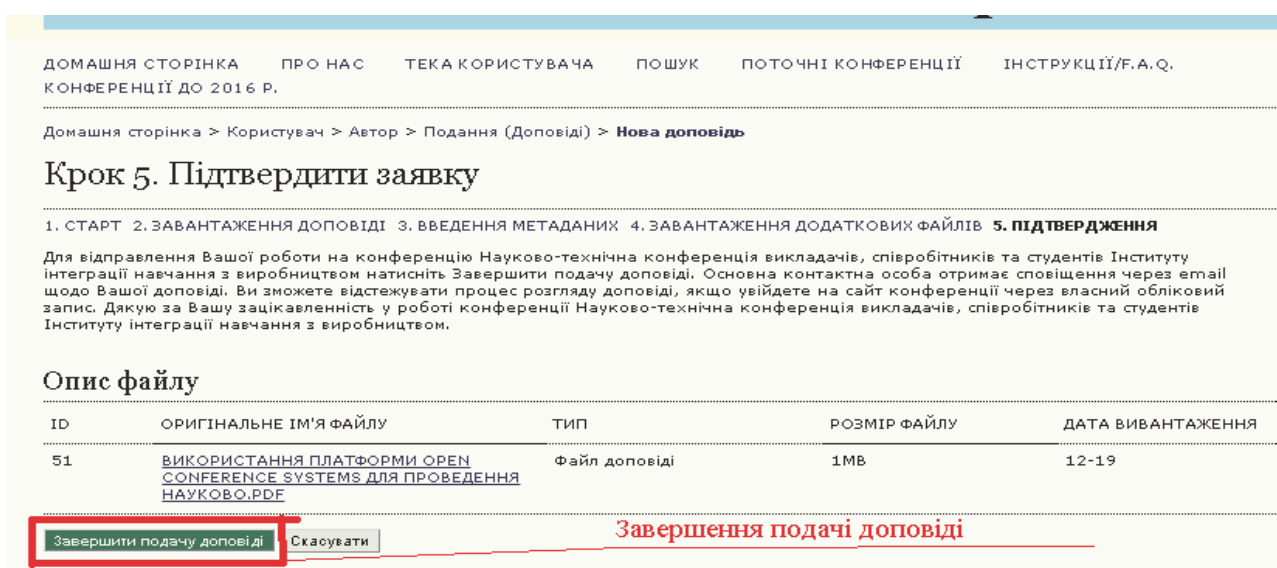 ДОМАШНЯ СТОРІНКА ПРО НАС ТЕКА КОРИСТУВАЧА ПОШУК ПОТОЧНІ КОНФЕРЕНЦІЇ ІНСТРУКЦІЇ/F.A.Q.
КОНФЕРЕНЦІЇ ДО 2016 Р.
Домашня сторінка > Користувач > Автор > Подання (Доповіді) > Нова доповідь
Крок 5. Підтвердити заявку
1. СТАРТ 2. ЗАВАНТАЖЕННЯ ДОПОВІДІ 3. ВВЕДЕННЯ МЕТАДАНИХ 4. ЗАВАНТАЖЕННЯ ДОДАТКОВИХ ФАЙЛІВ 5. ПІДТВЕРДЖЕННЯ
Для відправлення Вашої роботи на конференцію Науково-технічна конференція викладачів, співробітників та студентів Інституту
інтеграції навчання з виробництвом натисніть Завершити подачу доповіді. Основна контактна особа отримає сповіщення через email
щодо Вашої доповіді. Ви зможете відстежувати процес розгляду доповіді, якщо увійдете на сайт конференції через власний обліковий
запис. Дякую за Вашу зацікавленність у роботі конференції Науково-технічна конференція викладачів, співробітників та студентів
Інституту інтеграції навчання з виробництвом.
Опис файлу
ID ОРИГІНАЛЬНЕ ІМ'Я ФАЙЛУ ТИП РОЗМІР ФАЙЛУ ДАТА ВИВАНТАЖЕННЯ
51 ВИКОРИСТАННЯ ПЛАТФОРМИ OPEN Файл доповіді 1MB 12-19
CONFERENCE SYSTEMS ДЛЯ ПРОВЕДЕННЯ
НАУКОВО.PDF
Завершити подачу доповіді Скасувати Завершення подачі доповіді